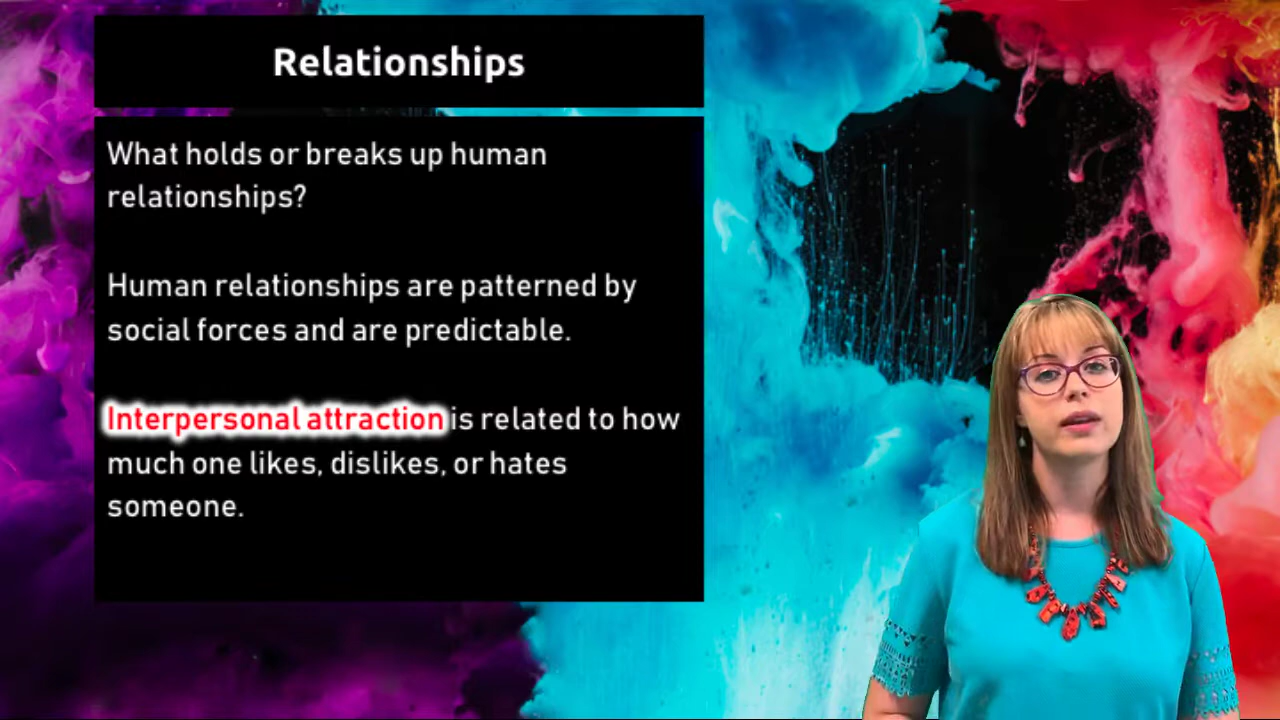 Relationships
What holds or breaks up human
relationships?
Human relationships are patterned by
social forces and are predictable.
Interpersonal attraction is related to how
much one likes, dislikes, or hates
someone.